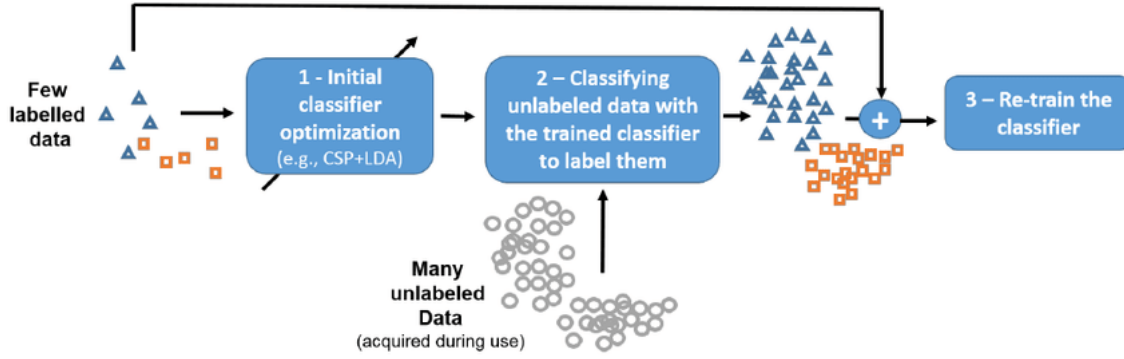 Few
labelled
data
1 - Initial
classifier
optimization
(e.g., CSP+LDA)
2 – Classifying
unlabeled data with
the trained classifier
to label them
+
3 – Re-train the
classifier
Many
unlabeled
Data
(acquired during use)